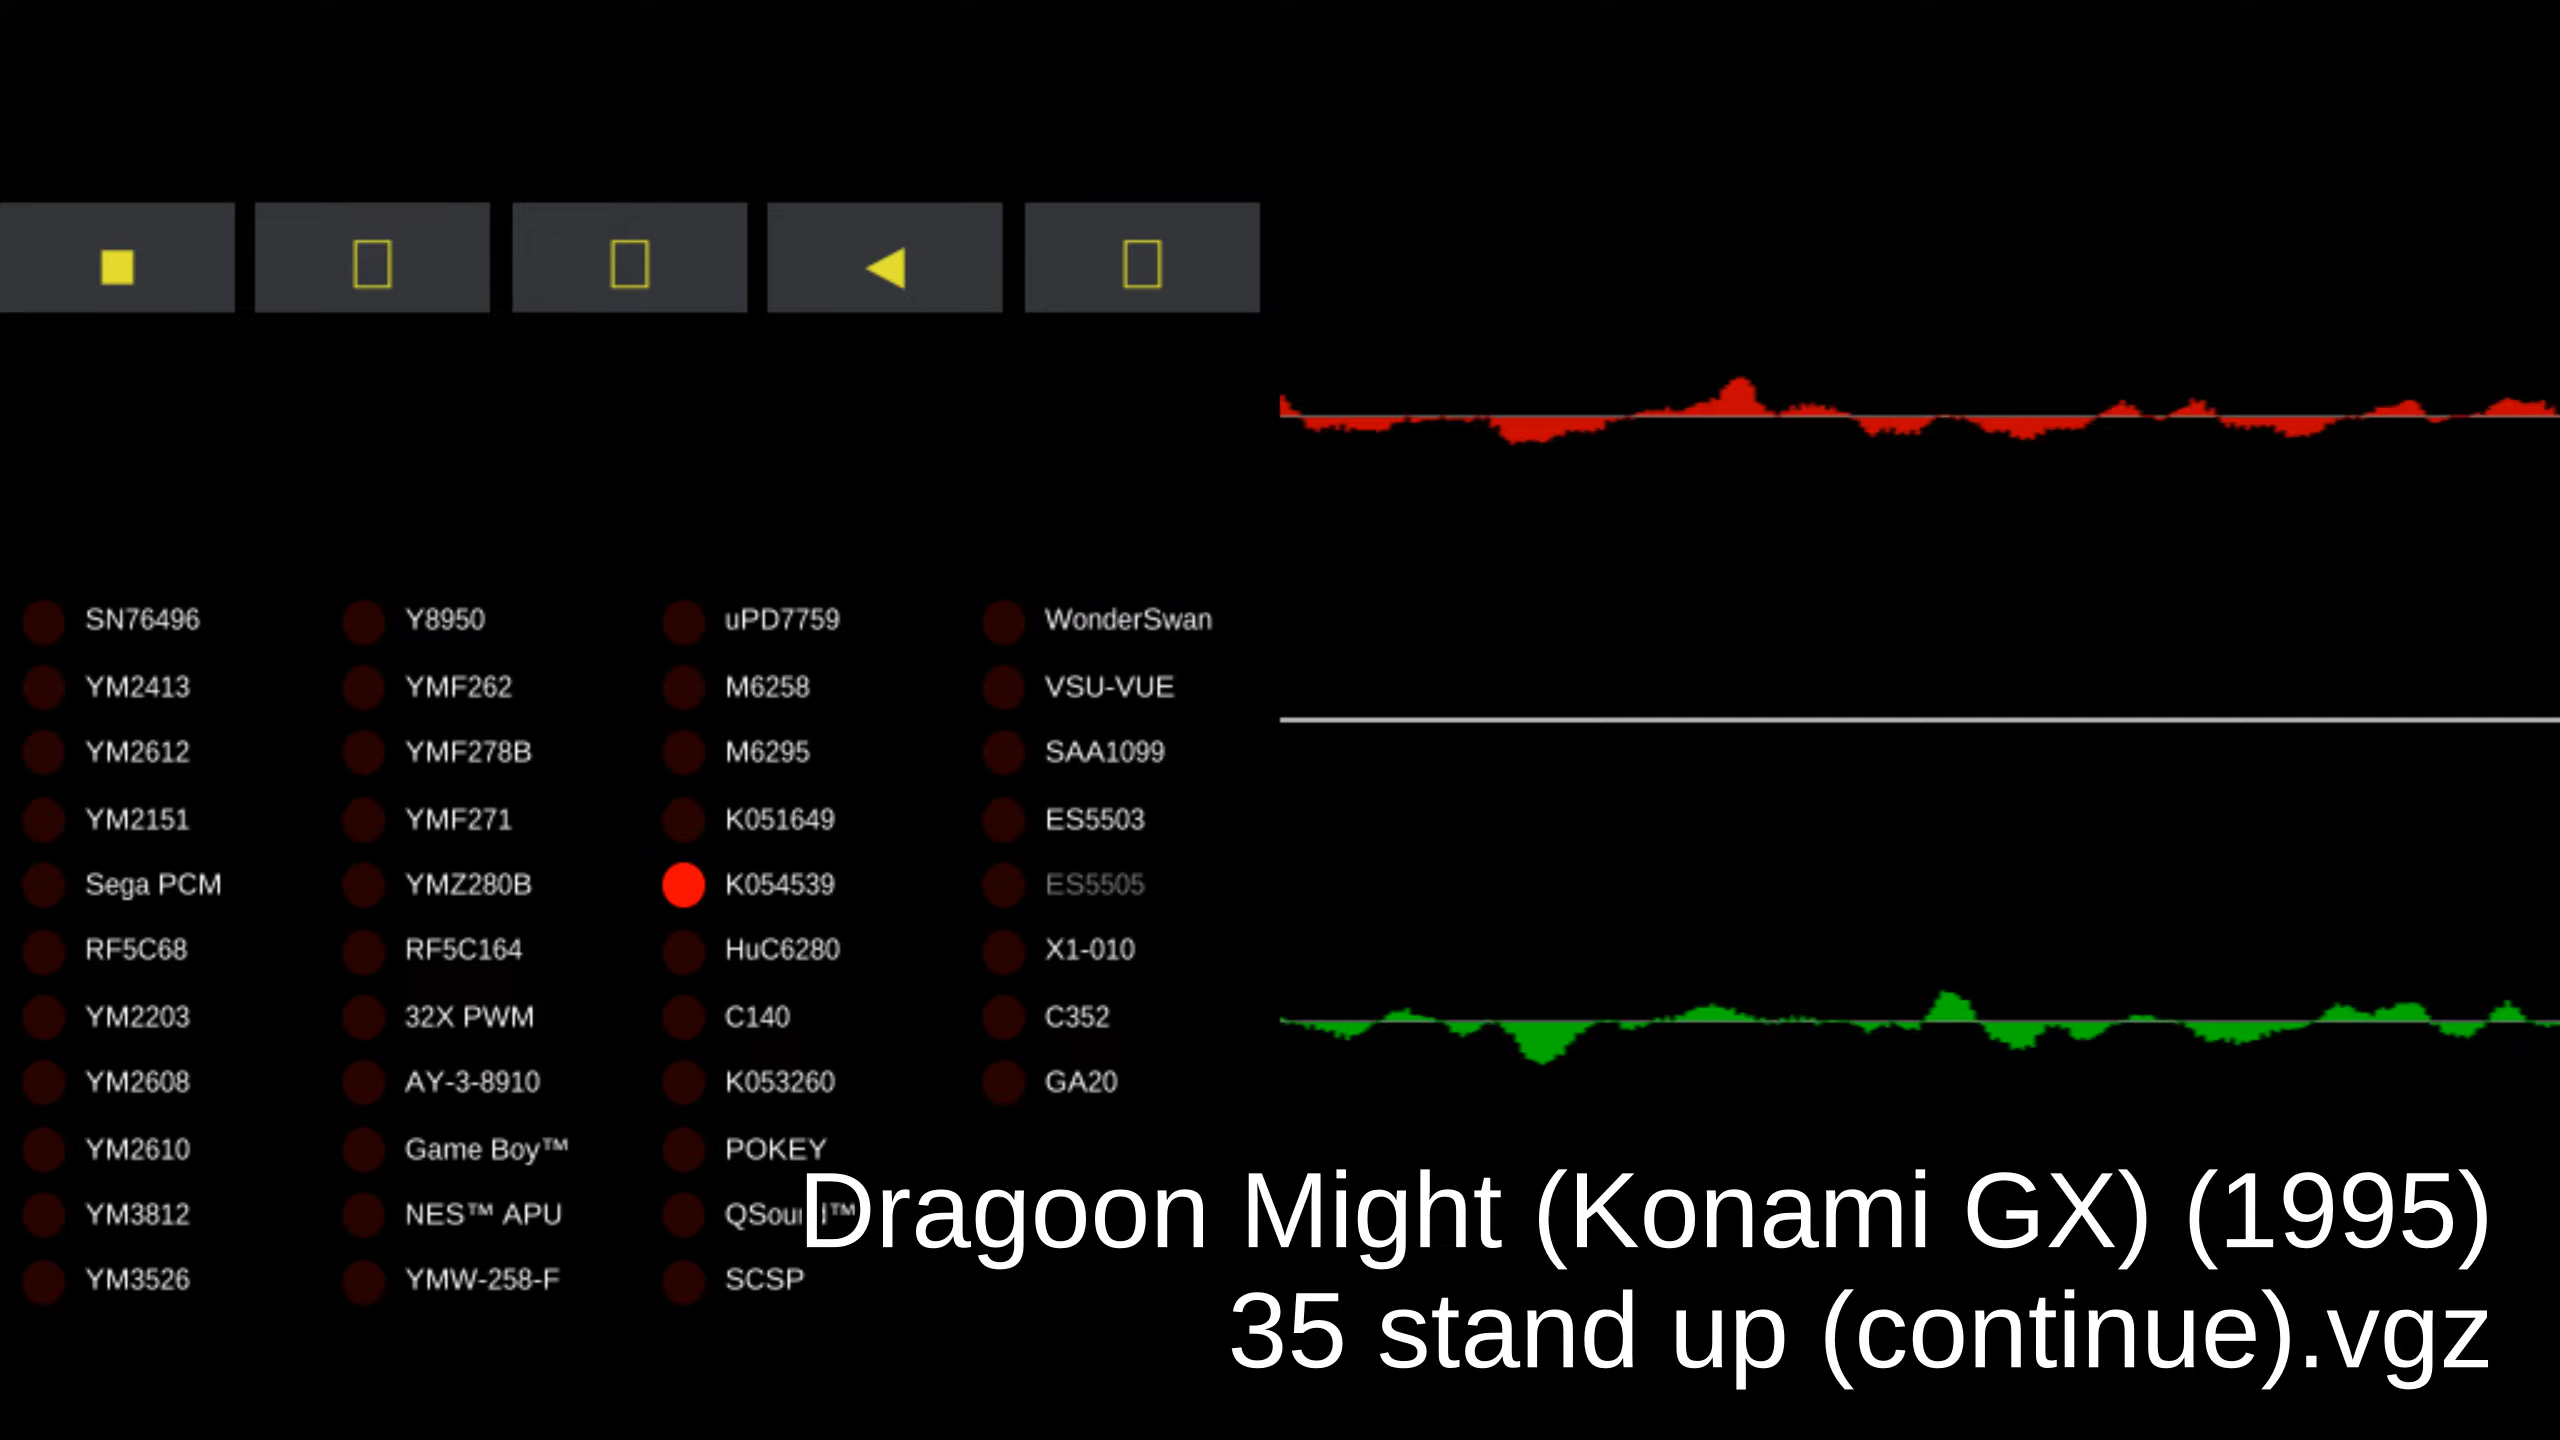 SN76496
YM2413
YM2612
YM2151
Sega PCM
RF5C68
YM2203
YM2608
YM2610
YM3812
YM3526
Y8950
YMF262
YMF278B
YMF271
YMZ280B
RF5C164
32X PWM
AY-3-8910
Game Boy™
NES™ APU
YMW-258-F
uPD7759
M6258
M6295
K051649
K054539
HuC6280
C140
K053260
POKEY
QSound™
SCSP
WonderSwan
VSU-VUE
SAA1099
ES5503
ES5505
X1-010
C352
GA20
Dragoon Might (Konami GX) (1995)
35 stand up (continue).vgz